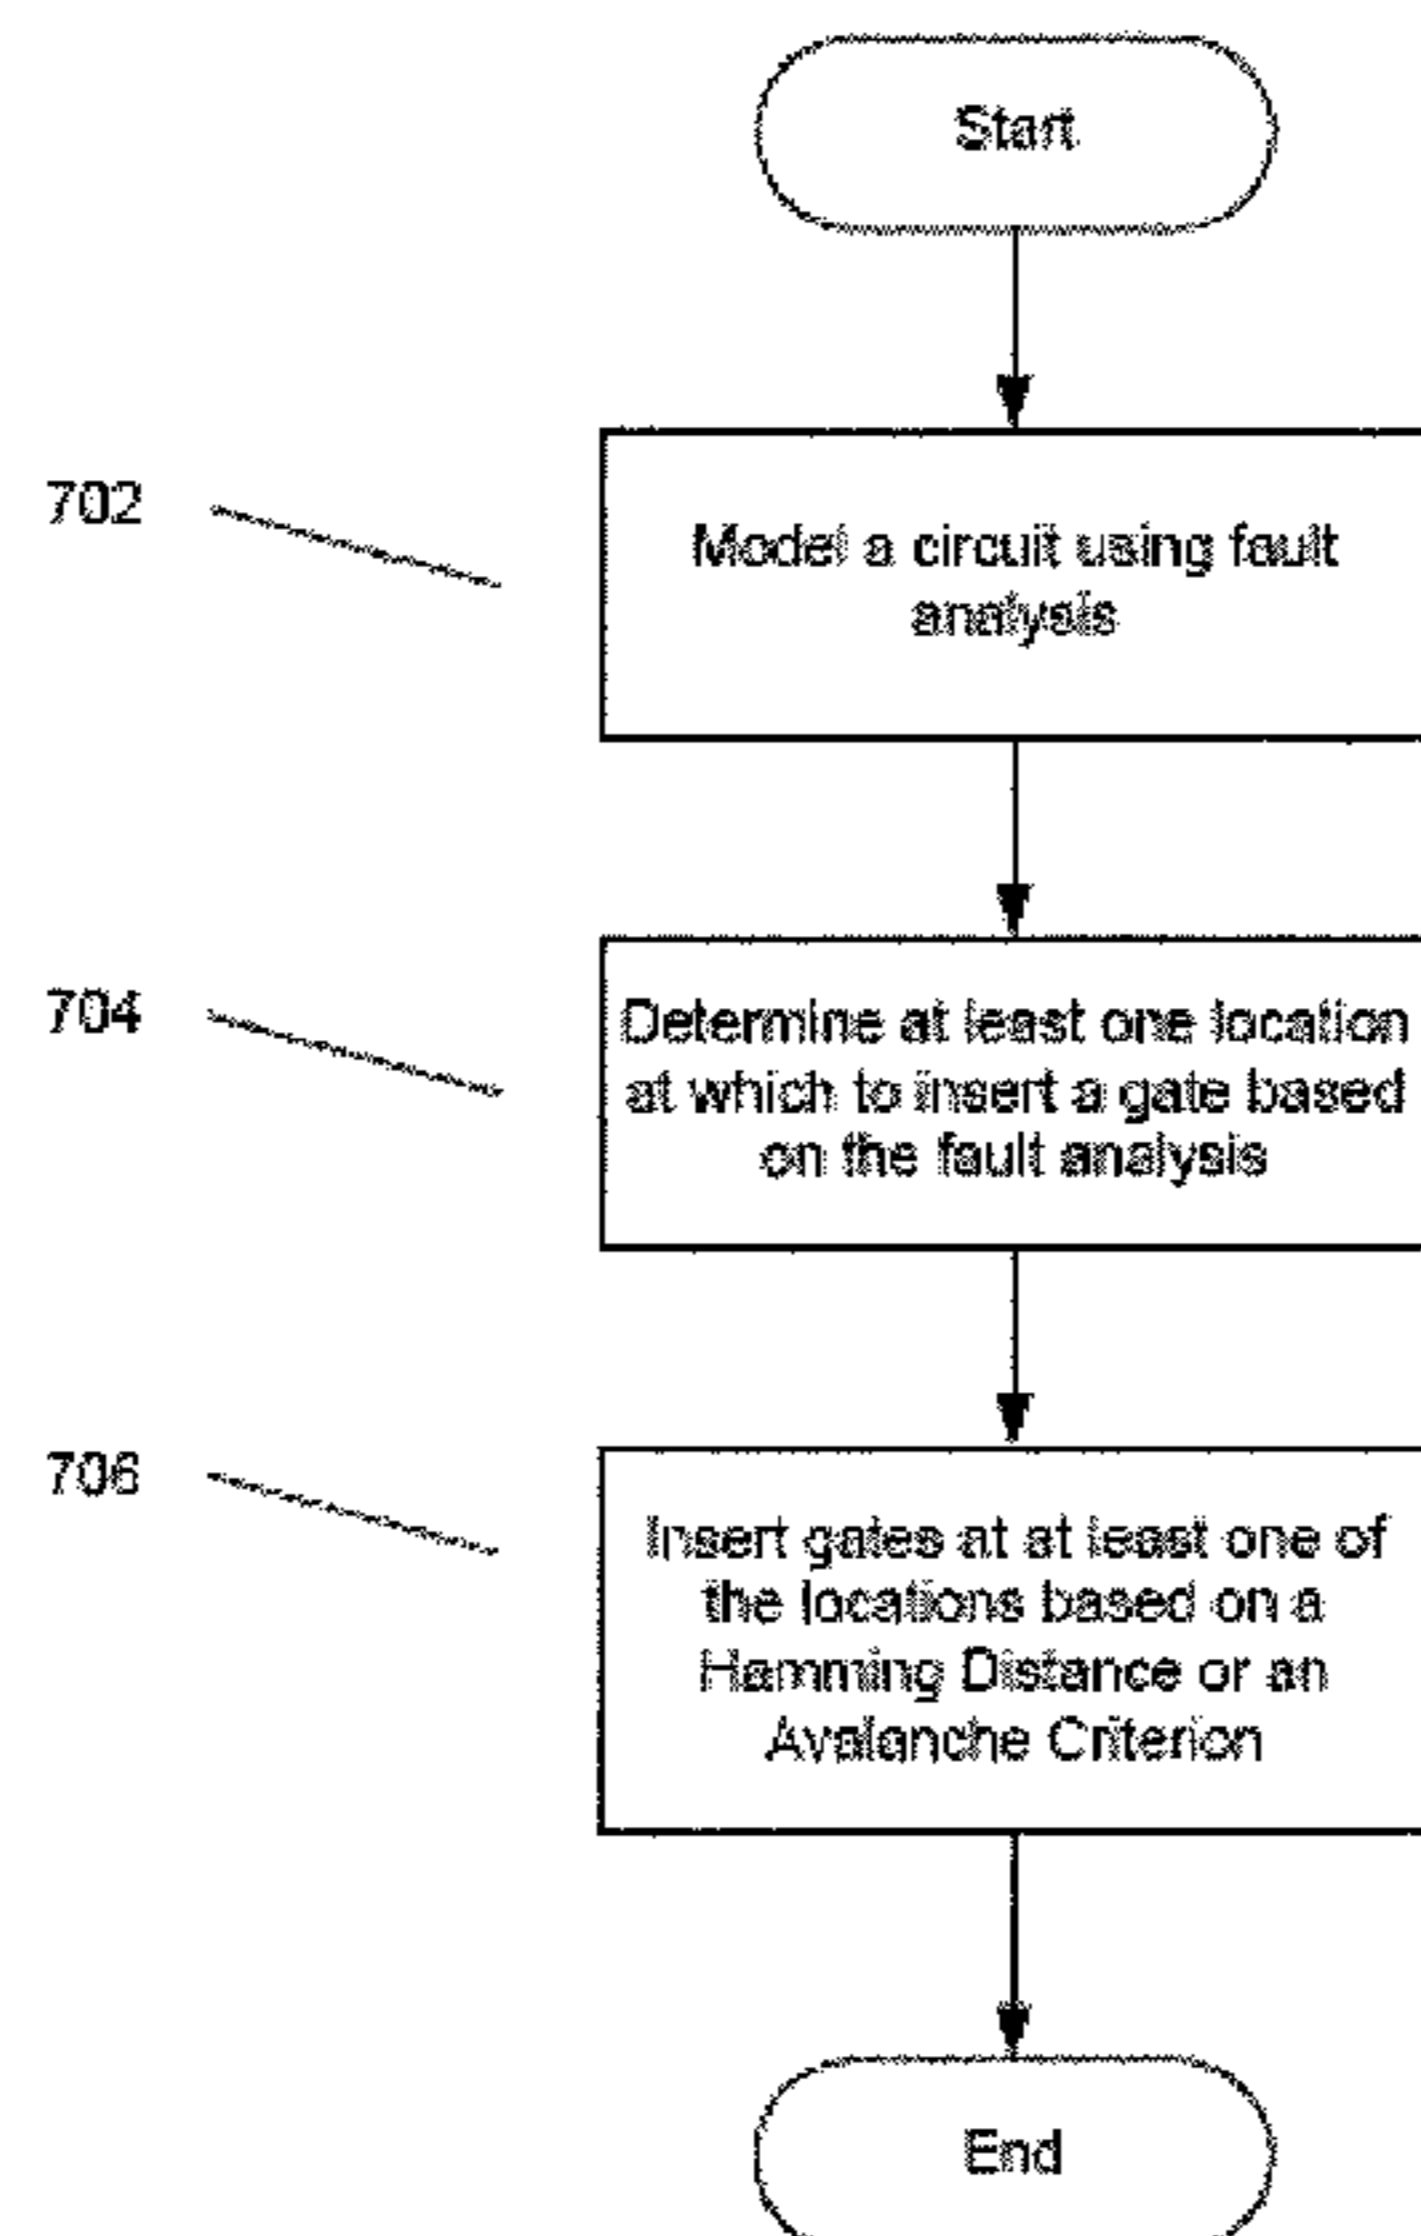 Start
702
Model a circuit using fault
analysis
704
Determine at least one location
at which to insert a gate based
on the fault analysis
706
Insert gates at at least one of
the locations based on a
Hamming Distance or an
Avalanche Criterion
End